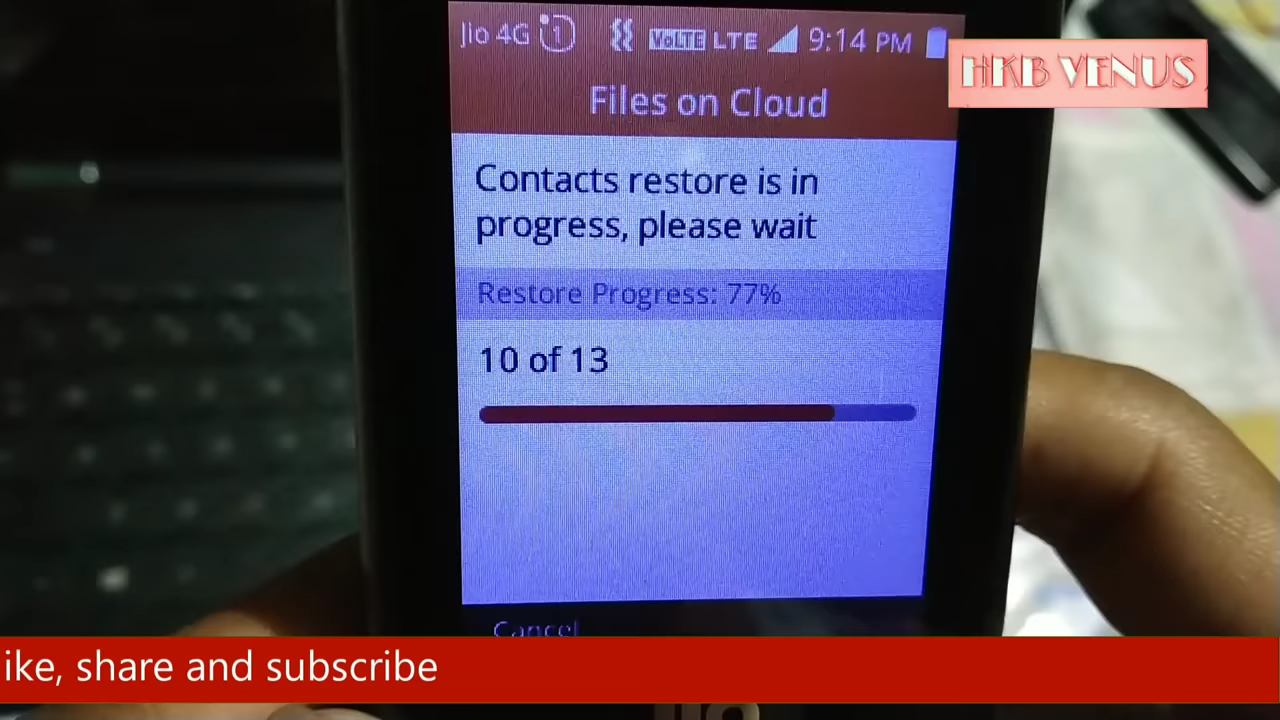 Jio 4G 1 VoLTE LTE 9:14 PM
HKB VENUS
Files on Cloud
Contacts restore is in
progress, please wait
Restore Progress: 77%
10 of 13
Cancel
ike, share and subscribe